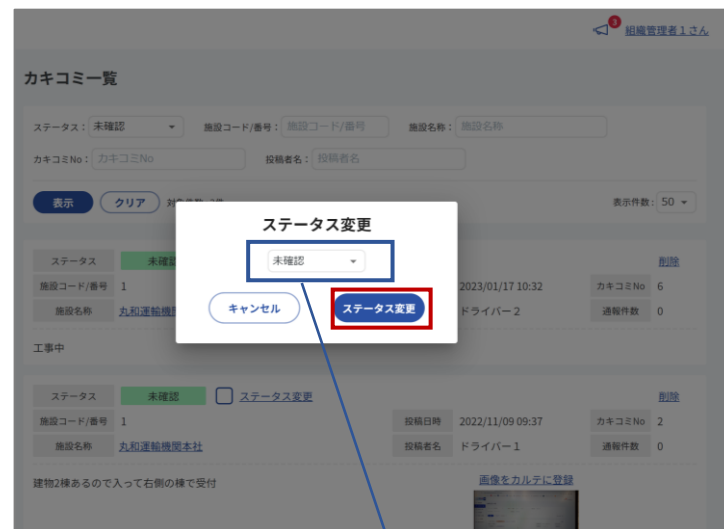 3
組織管理者1さん
カキコミ一覧
ステータス: 未確認 施設コード/番号: 施設コード/番号 施設名称: 施設名称
カキコミNo: カキコミNo 投稿者名: 投稿者名
表示 クリア 表示件数: 50
ステータス変更
未確認
キャンセル ステータス変更
ステータス 未確認 削除
施設コード/番号 1 2023/01/17 10:32 カキコミNo 6
施設名称 丸和運輸機 ドライバー2 通報件数 0
工事中
ステータス 未確認 ステータス変更 削除
施設コード/番号 1 投稿日時 2022/11/09 09:37 カキコミNo 2
施設名称 丸和運輸機関本社 投稿者名 ドライバー1 通報件数 0
建物2棟あるので入って右側の棟で受付 画像をカルテに登録